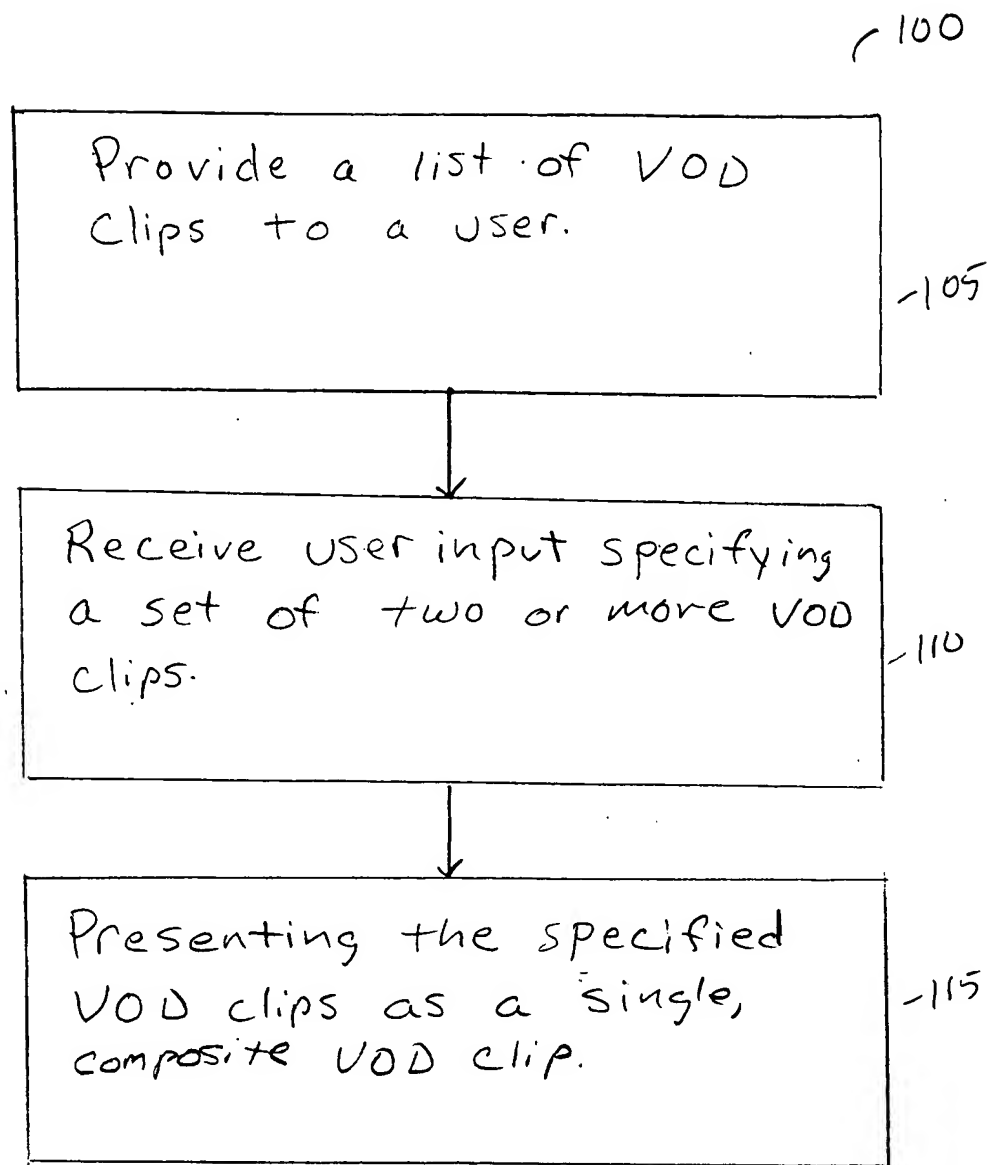 100
Provide a list of VOD
Clips to a user.
105
Receive user input specifying
a set of two or more VOD
clips.
110
Presenting the specified
VOD clips as a single,
composite VOD clip.
115